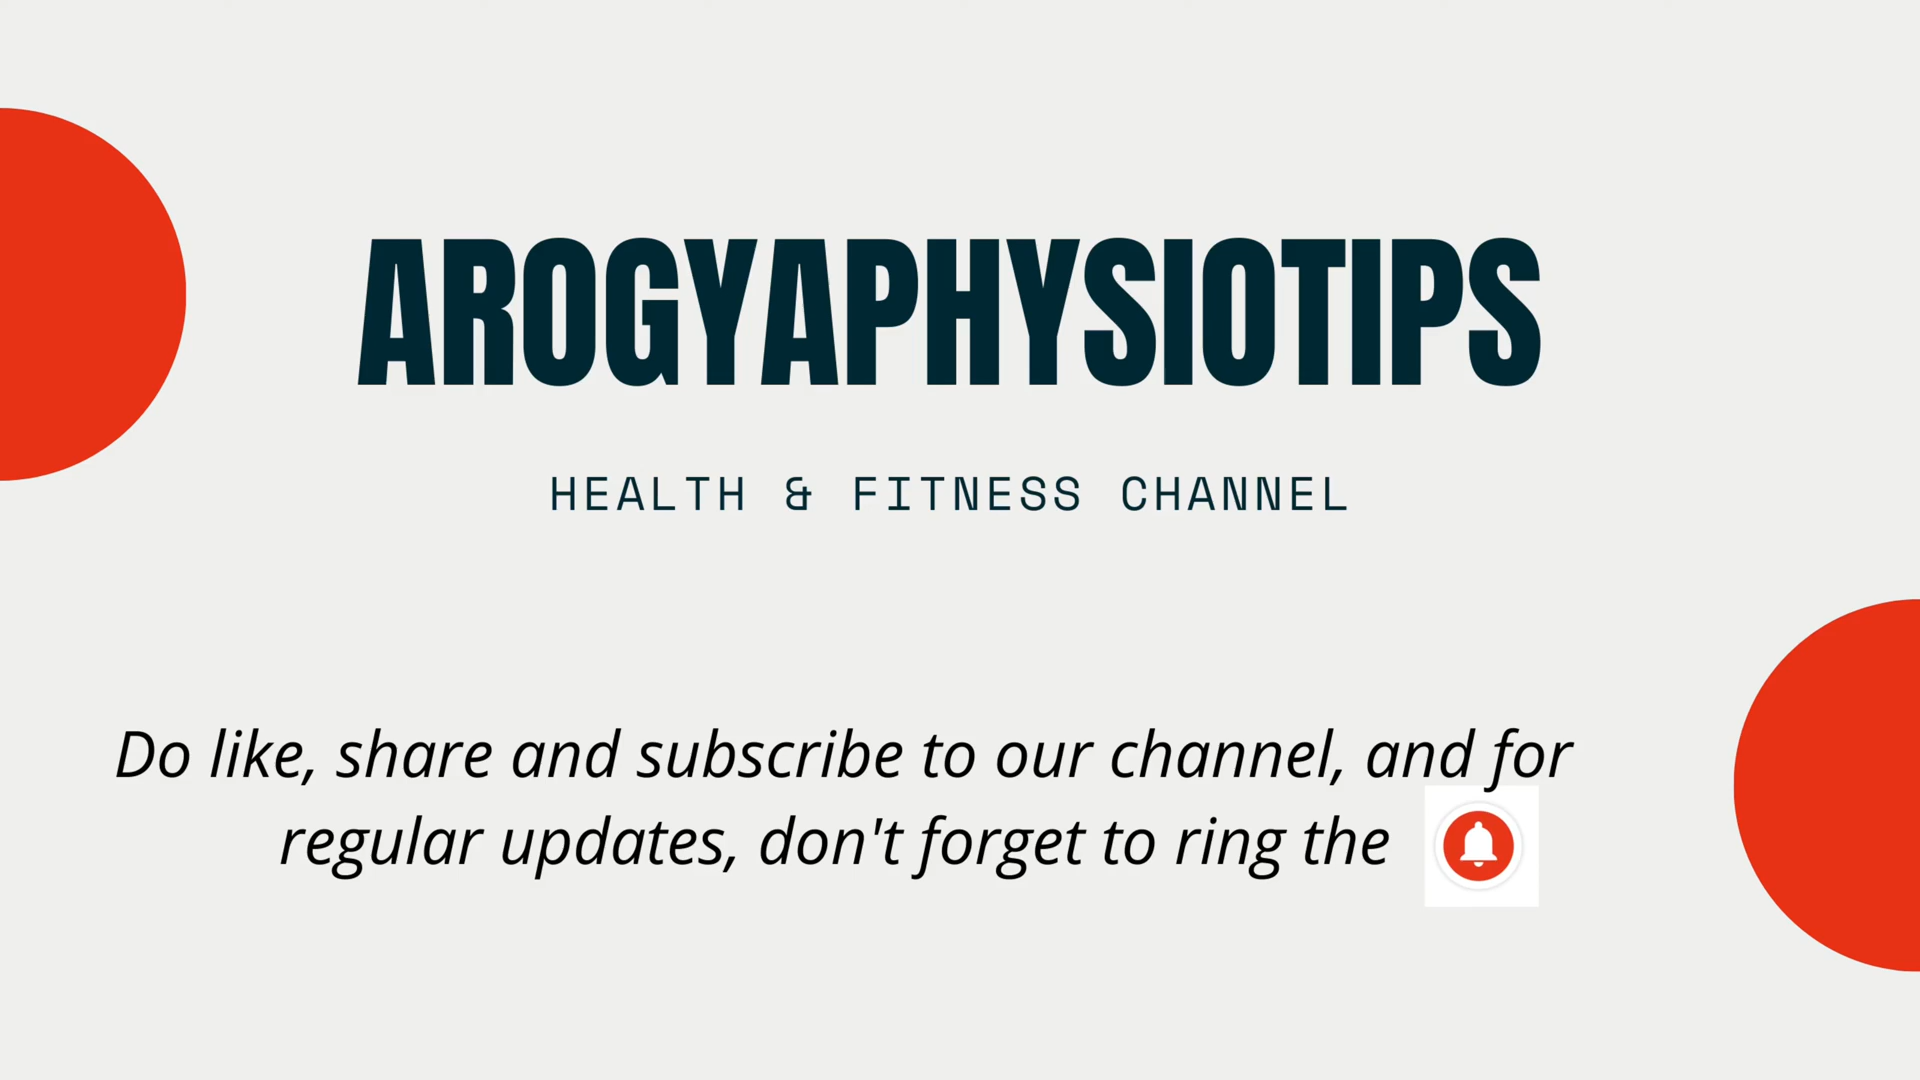 AROGYAPHYSIOTIPS
HEALTH & FITNESS CHANNEL
Do like, share and subscribe to our channel, and for
regular updates, don't forget to ring the